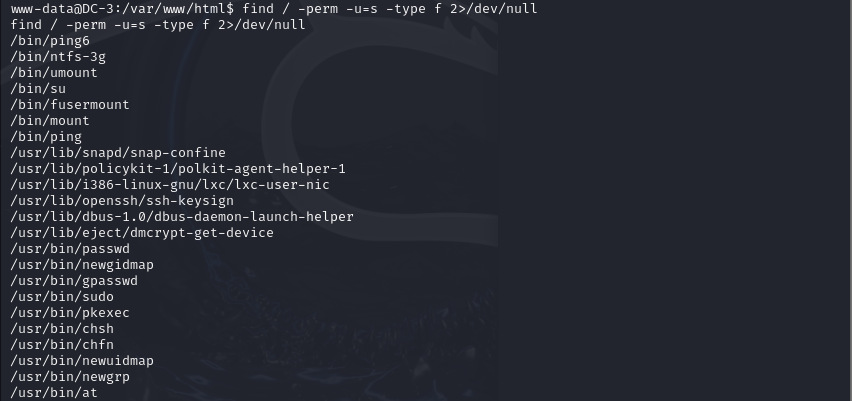 www-data@DC-3:/var/www/html$ find / -perm -u=s -type f 2>/dev/null
find / -perm -u=s -type f 2>/dev/null
/bin/ping6
/bin/ntfs-3g
/bin/umount
/bin/su
/bin/fusermount
/bin/mount
/bin/ping
/usr/lib/snapd/snap-confine
/usr/lib/policykit-1/polkit-agent-helper-1
/usr/lib/i386-linux-gnu/lxc/lxc-user-nic
/usr/lib/openssh/ssh-keysign
/usr/lib/dbus-1.0/dbus-daemon-launch-helper
/usr/lib/eject/dmcrypt-get-device
/usr/bin/passwd
/usr/bin/newgidmap
/usr/bin/gpasswd
/usr/bin/sudo
/usr/bin/pkexec
/usr/bin/chsh
/usr/bin/chfn
/usr/bin/newuidmap
/usr/bin/newgrp
/usr/bin/at